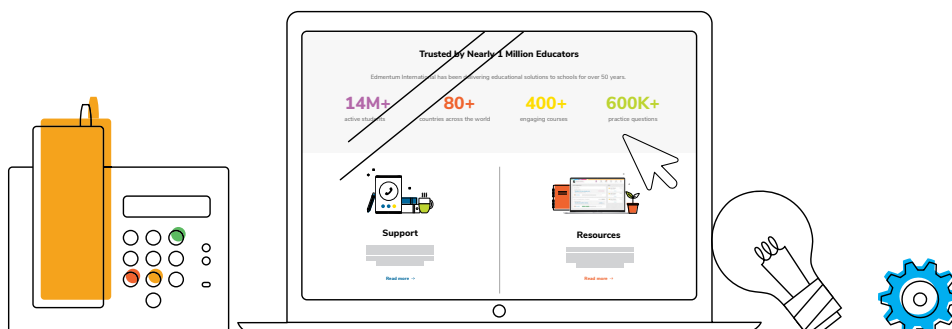 Trusted by Nearly 1 Million Educators
Edmentum International has been delivering educational solutions to schools for over 50 years.
14M+ 80+ 400+ 600K+
active students countries across the world engaging courses practice questions
Support Resources
Read more → Read more →